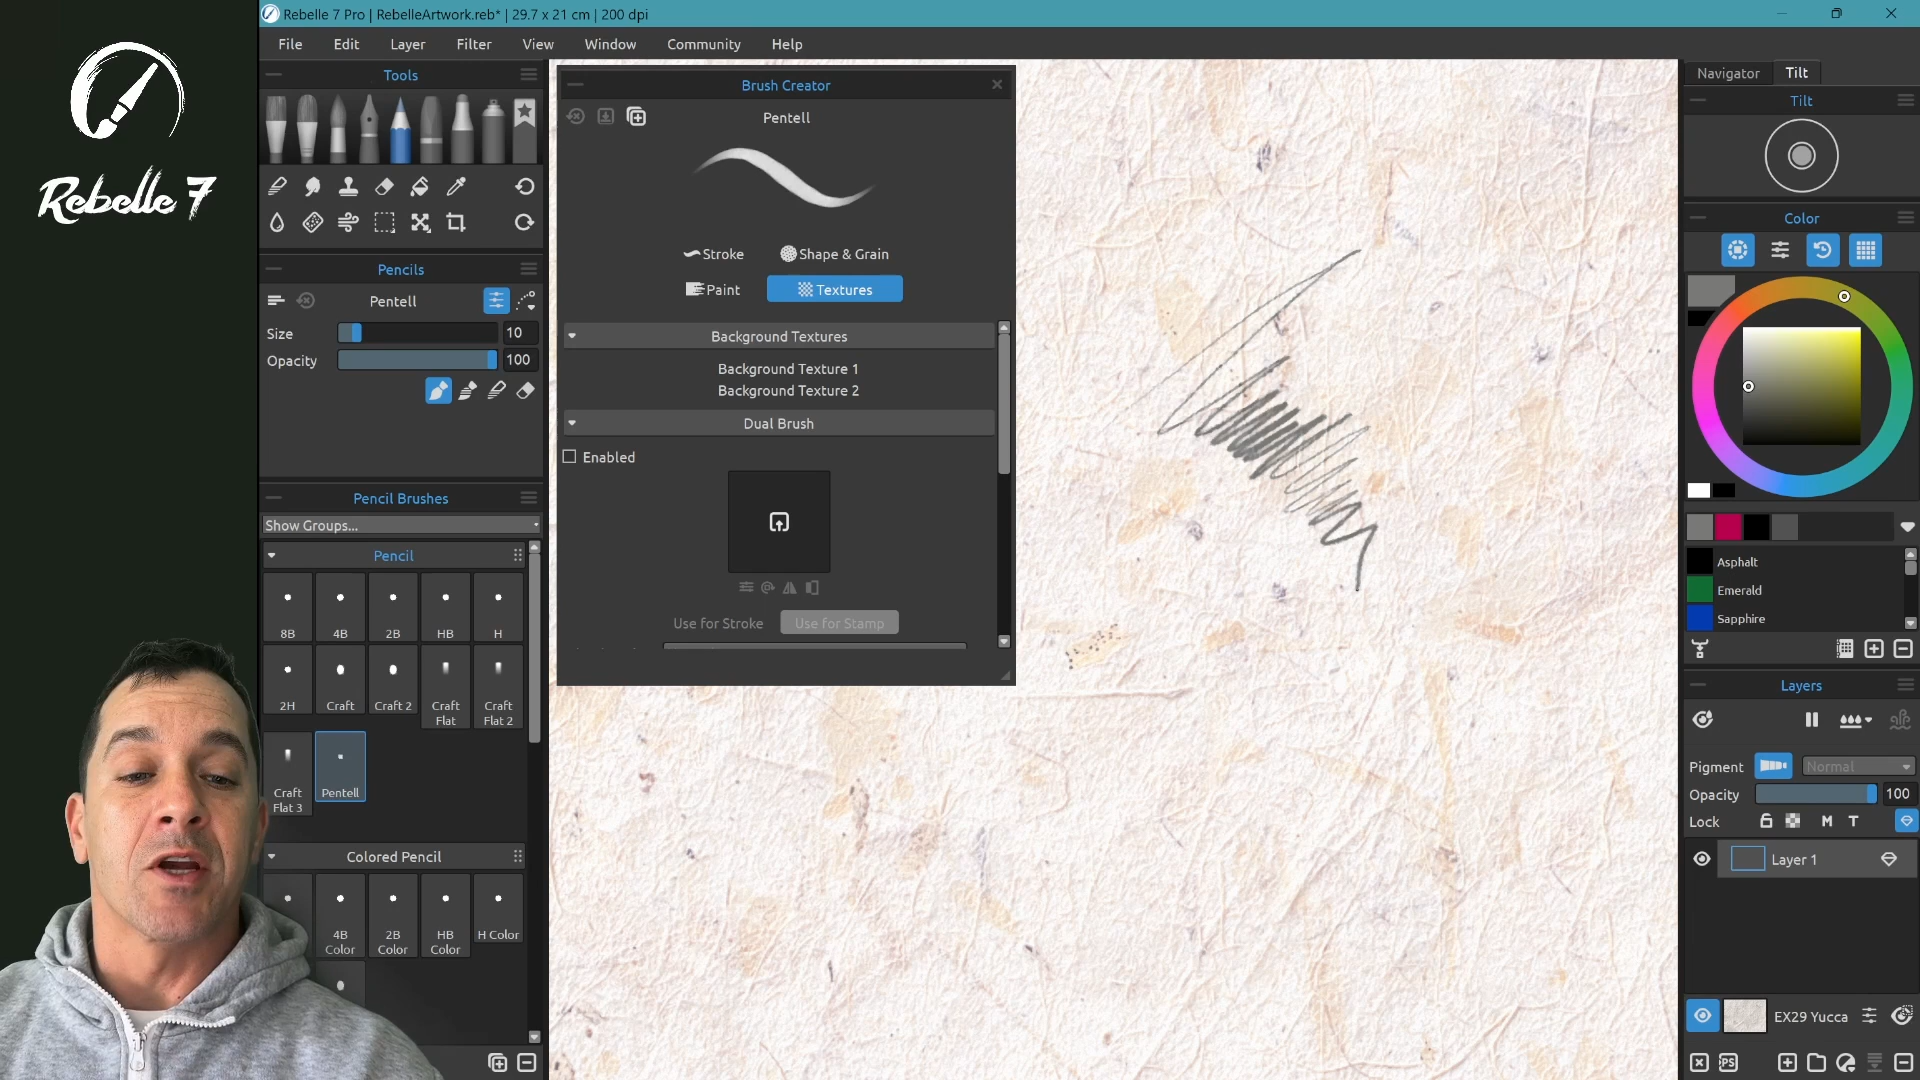 Rebelle 7 Pro | RebelleArtwork.reb* | 29.7 x 21 cm | 200 dpi
File Edit Layer Filter View Window Community Help
Rebelle 7
Tools
Pencils
Pentell
Size 10
Opacity 100
Pencil Brushes
Show Groups...
Pencil
8B 4B 2B HB H
2H Craft Craft 2 Craft Flat Craft Flat 2
Craft Flat 3 Pentell
Colored Pencil
4B Color 2B Color HB Color H Color
Brush Creator
Pentell
Stroke Shape & Grain
Paint Textures
Background Textures
Background Texture 1
Background Texture 2
Dual Brush
Enabled
Use for Stroke Use for Stamp
Navigator Tilt
Tilt
Color
Asphalt
Emerald
Sapphire
Layers
Pigment Normal
Opacity 100
Lock M T
Layer 1
EX29 Yucca
PS